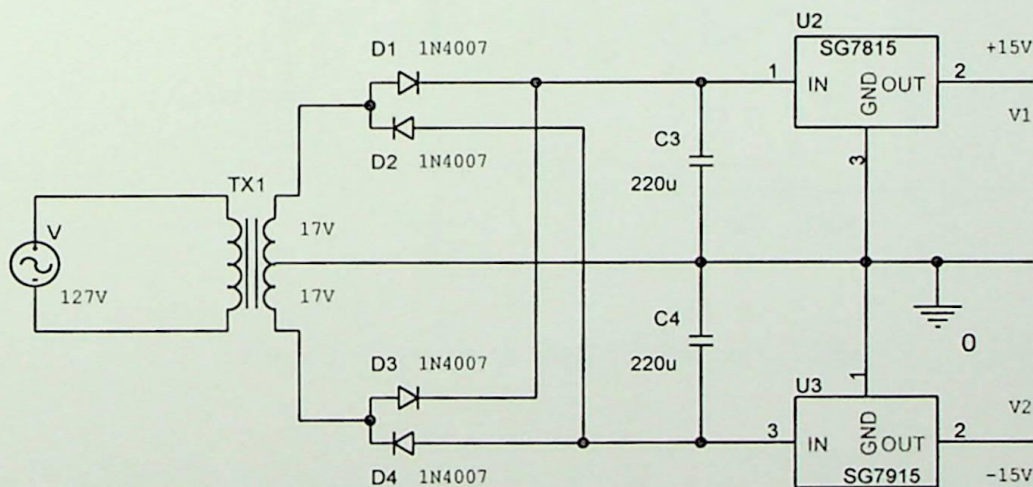 U2
D1 1N4007
SG7815
+15V
1
IN
GND
OUT
2
V1
D2 1N4007
C3
220u
3
TX1
17V
V
127V
17V
C4
220u
0
D3 1N4007
1
U3
V2
3
IN
GND
OUT
2
D4 1N4007
SG7915
-15V